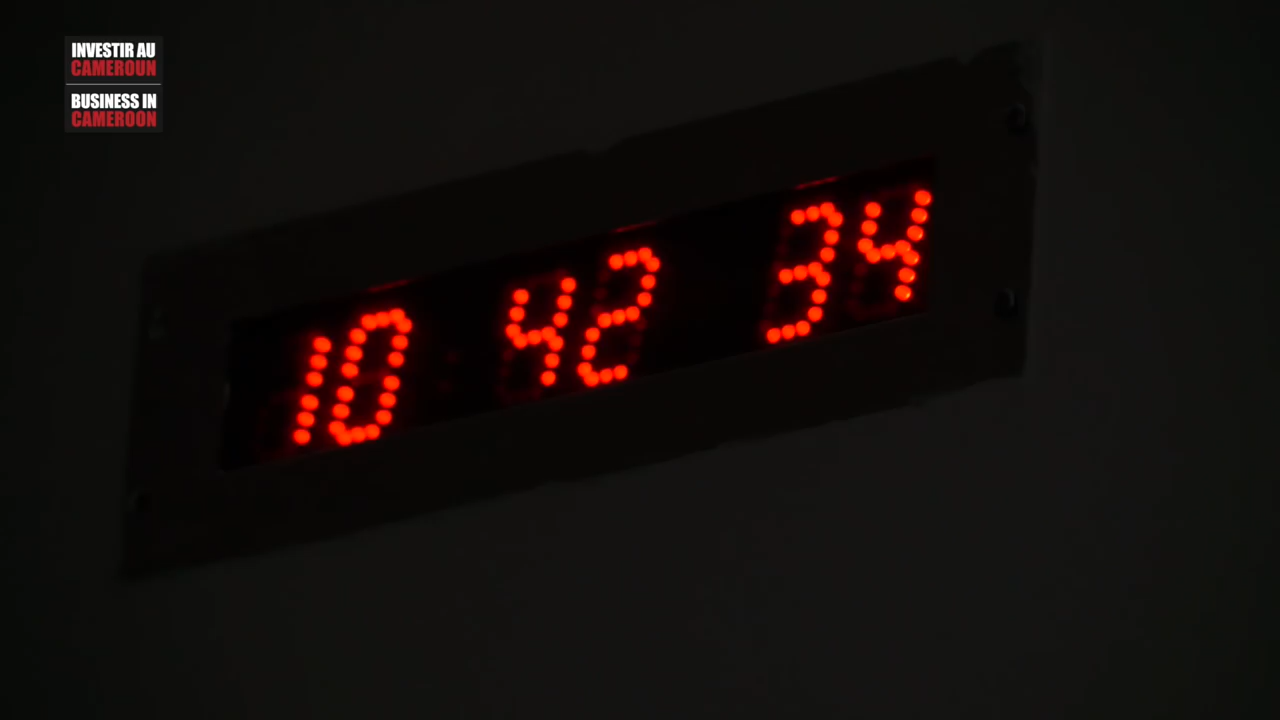 INVESTIR AU
CAMEROUN
BUSINESS IN
CAMEROON
10 42 34